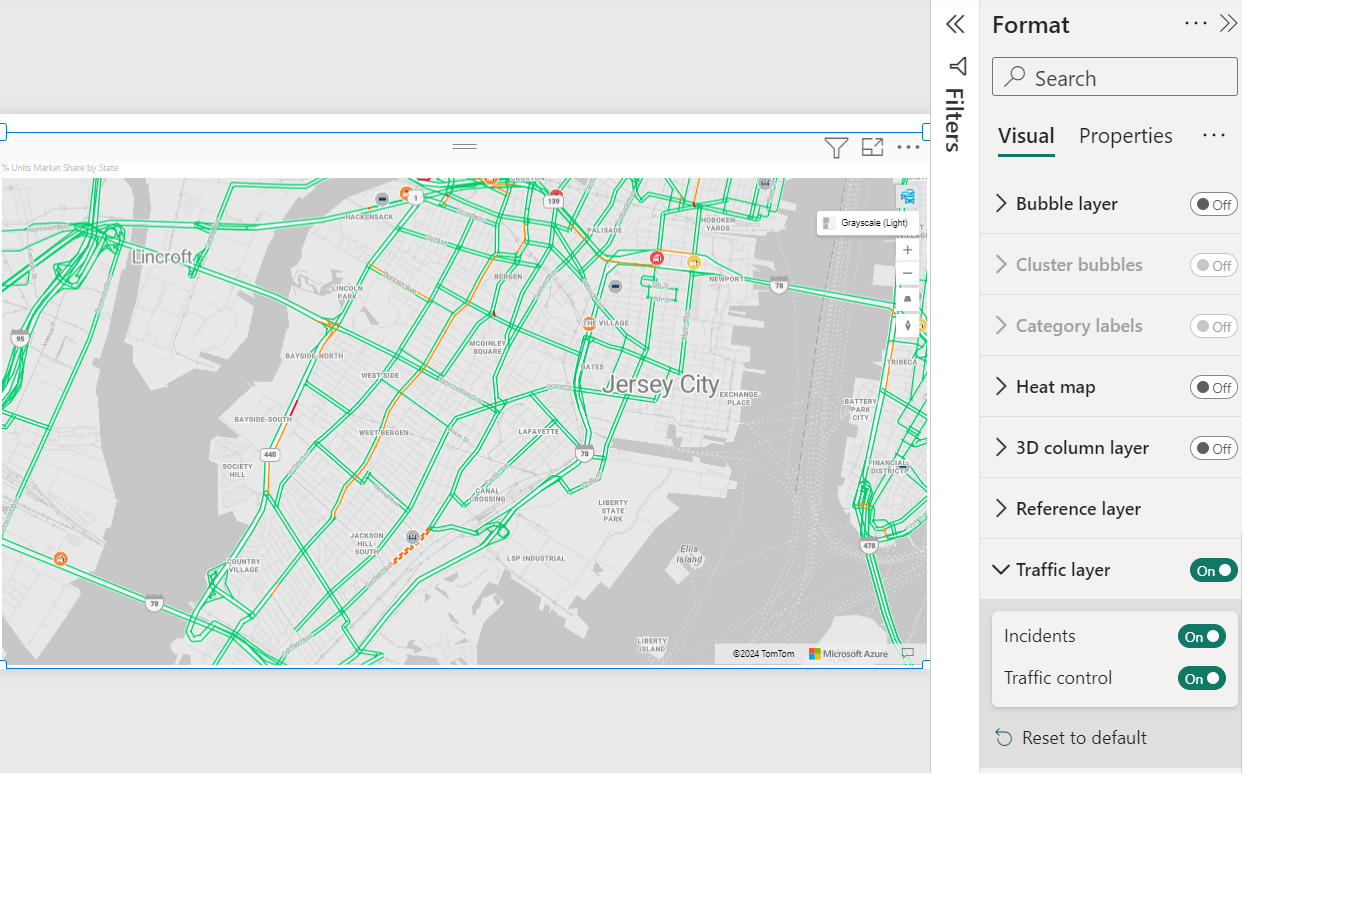 Format
Search
Filters
Visual Properties
Bubble layer Off
Cluster bubbles Off
Category labels Off
Heat map Off
3D column layer Off
Reference layer
Traffic layer On
Incidents On
Traffic control On
Reset to default
% Units Market Share by State
HACKENSACK
1
139
PALISADE
HOBOKEN
YARDS
Grayscale (Light)
Lincroft
BERGEN
NEWPORT
78
LINCOLN
PARK
THE VILLAGE
95
MCGINLEY
SQUARE
BAYSIDE-NORTH
TRIBECA
WEST SIDE
GATES
Jersey City
EXCHANGE
PLACE
BATTERY
PARK
CITY
BAYSIDE-SOUTH
WEST BERGEN
LAFAYETTE
440
78
SOCIETY
HILL
FINANCIAL
DISTRICT
CANAL
CROSSING
LIBERTY
STATE
PARK
JACKSON
HILL-
SOUTH
478
Ellis
Island
LSP INDUSTRIAL
COUNTRY
VILLAGE
78
LIBERTY
ISLAND
©2024 TomTom Microsoft Azure